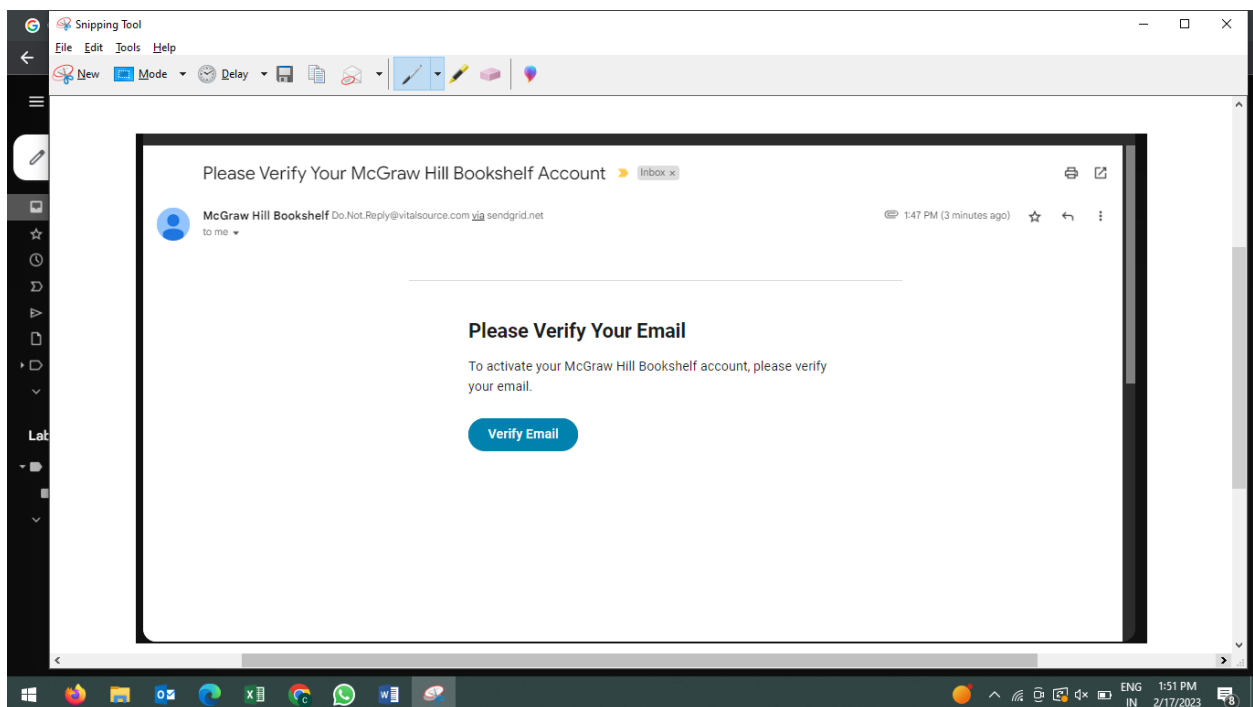 Snipping Tool
File Edit Tools Help
New Mode Delay
Please Verify Your McGraw Hill Bookshelf Account Inbox x
McGraw Hill Bookshelf Do.Not.Reply@vitalsource.com via sendgrid.net 1:47 PM (3 minutes ago)
to me
Please Verify Your Email
To activate your McGraw Hill Bookshelf account, please verify
your email.
Verify Email
Lab
ENG 1:51 PM
IN 2/17/2023
8